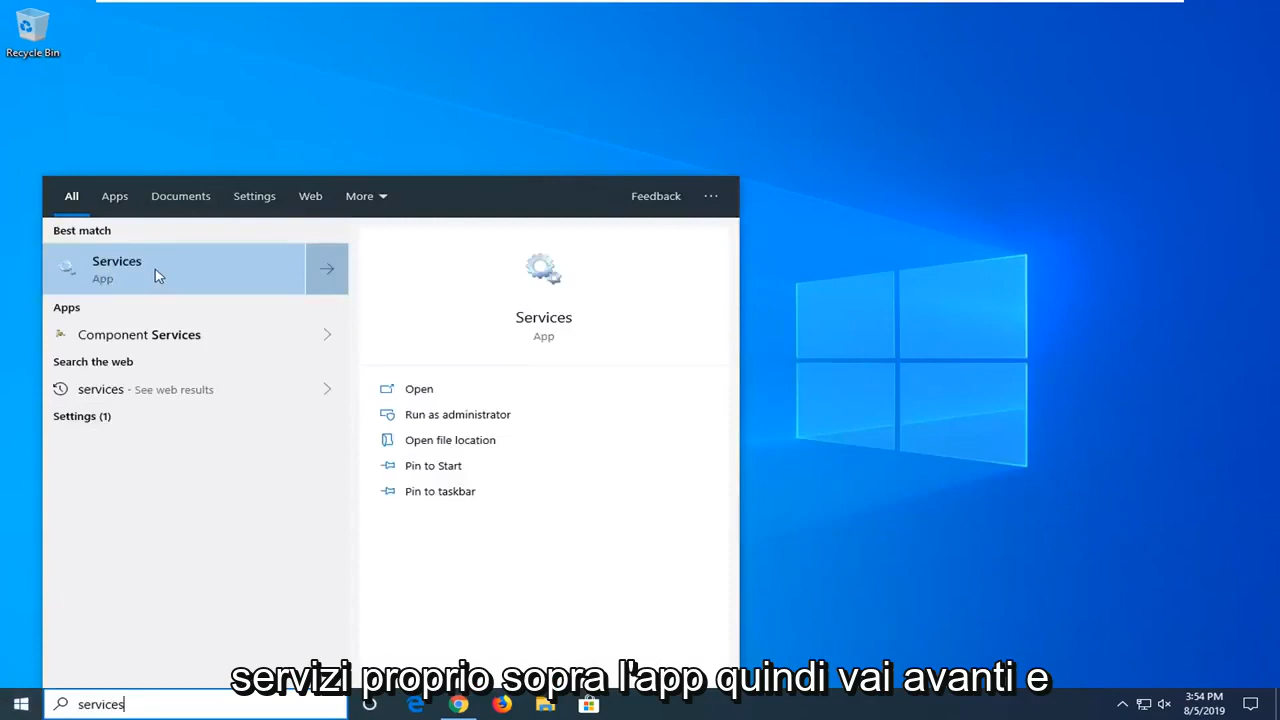 Recycle Bin
All Apps Documents Settings Web More Feedback ···
Best match
Services
App
Apps
Component Services
Search the web
services - See web results
Settings (1)
Services
App
Open
Run as administrator
Open file location
Pin to Start
Pin to taskbar
servizi proprio sopra l'app quindi vai avanti e
services
3:54 PM
8/5/2019